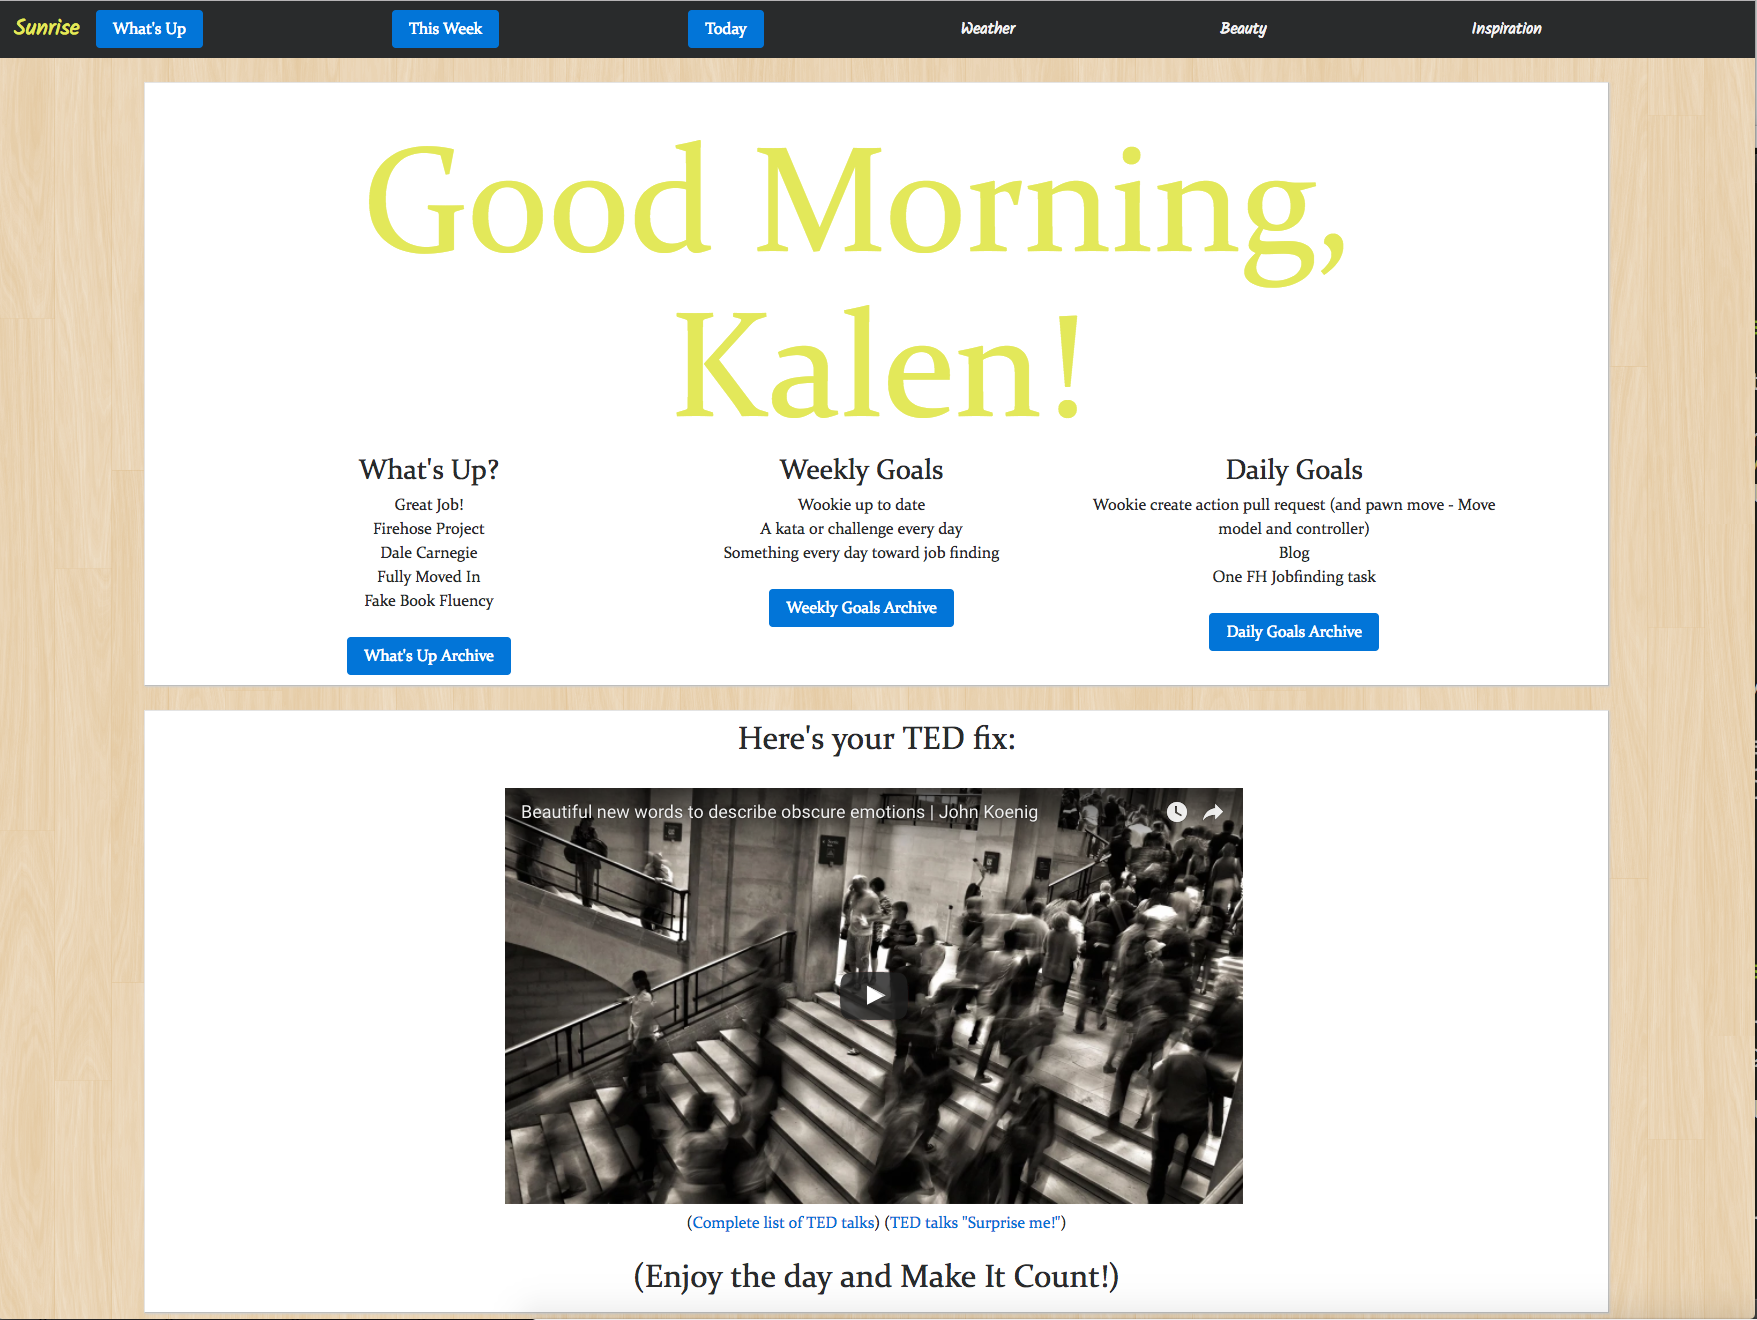 Sunrise What's Up This Week Today Weather Beauty Inspiration
Good Morning,
Kalen!
What's Up?
Great Job!
Firehose Project
Dale Carnegie
Fully Moved In
Fake Book Fluency
What's Up Archive
Weekly Goals
Wookie up to date
A kata or challenge every day
Something every day toward job finding
Weekly Goals Archive
Daily Goals
Wookie create action pull request (and pawn move - Move
model and controller)
Blog
One FH Jobfinding task
Daily Goals Archive
Here's your TED fix:
Beautiful new words to describe obscure emotions | John Koenig
(Complete list of TED talks) (TED talks "Surprise me!")
(Enjoy the day and Make It Count!)